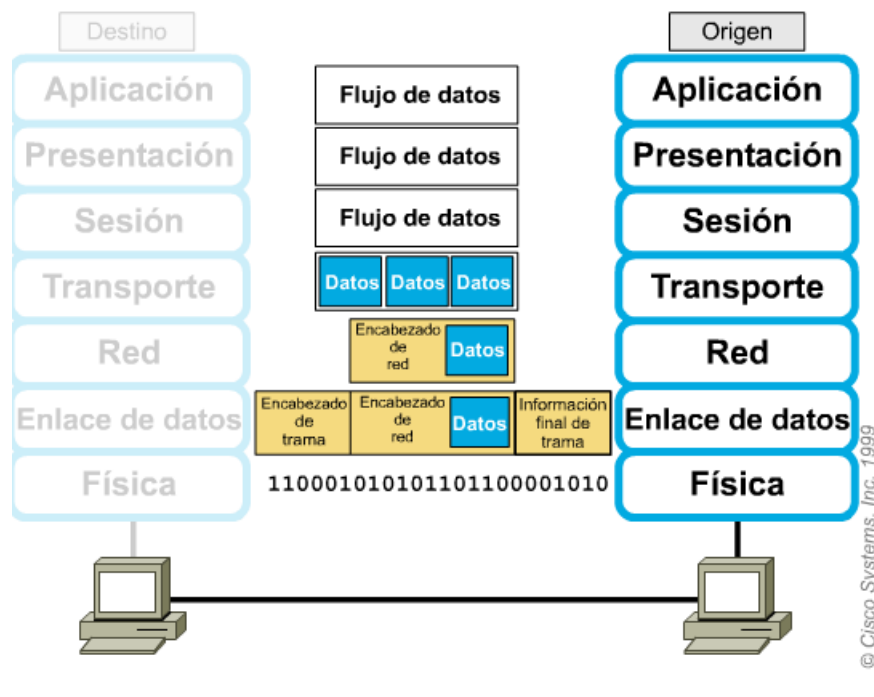 Destino
Origen
Aplicación
Flujo de datos
Aplicación
Presentación
Flujo de datos
Presentación
Sesión
Flujo de datos
Sesión
Transporte
Datos Datos Datos
Transporte
Red
Encabezado
de
red
Datos
Red
Enlace de datos
Encabezado
de
trama
Encabezado
de
red
Datos
Información
final de
trama
Enlace de datos
Física
110001010101101100001010
Física
© Cisco Systems, Inc. 1999